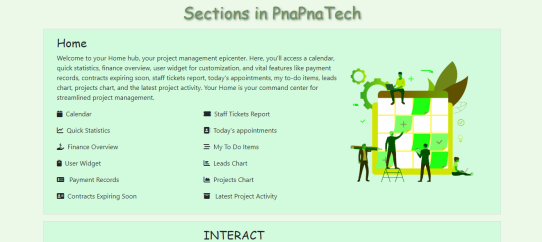 Sections in PnaPnaTech
Home
Welcome to your Home hub, your project management epicenter. Here, you'll access a calendar,
quick statistics, finance overview, user widget for customization, and vital features like payment
records, contracts expiring soon, staff tickets report, today's appointments, my to-do items, leads
chart, projects chart, and the latest project activity. Your Home is your command center for
streamlined project management.
Calendar
Quick Statistics
Finance Overview
User Widget
Payment Records
Contracts Expiring Soon
Staff Tickets Report
Today's appointments
My To Do Items
Leads Chart
Projects Chart
Latest Project Activity
INTERACT